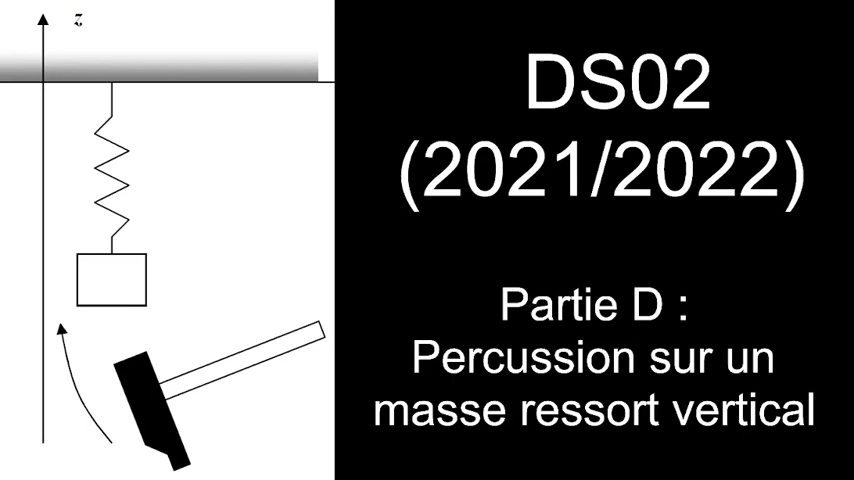 z
DS02
(2021/2022)
Partie D :
Percussion sur un
masse ressort vertical